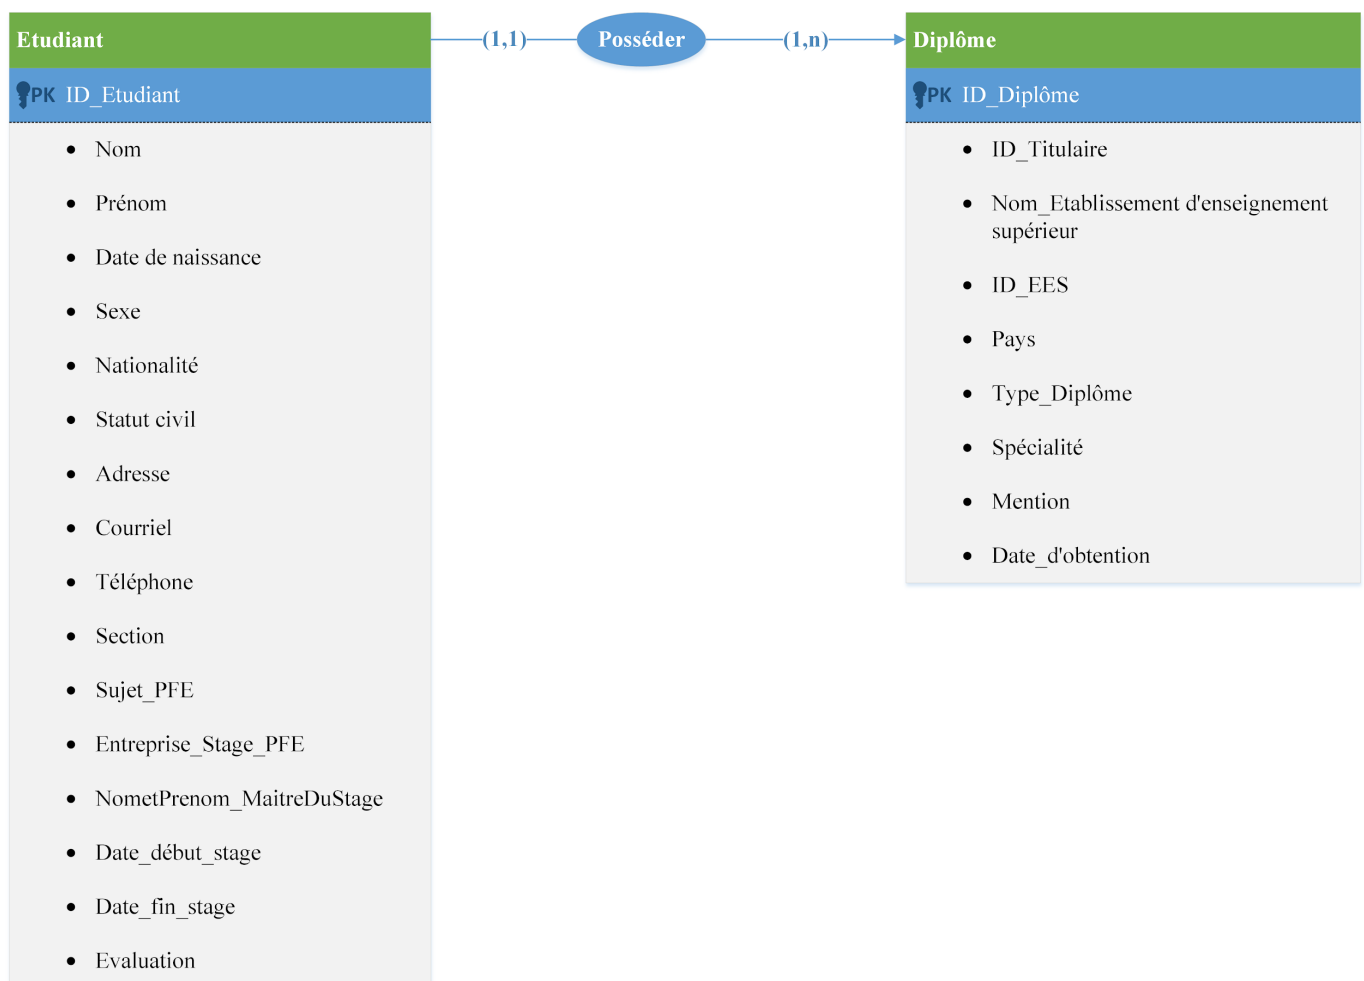 Etudiant
PK ID_Etudiant
• Nom
• Prénom
• Date de naissance
• Sexe
• Nationalité
• Statut civil
• Adresse
• Courriel
• Téléphone
• Section
• Sujet_PFE
• Entreprise_Stage_PFE
• NometPrenom_MaitreDuStage
• Date_début_stage
• Date_fin_stage
• Evaluation
(1,1)
Posséder
(1,n)
Diplôme
PK ID_Diplôme
• ID_Titulaire
• Nom_Etablissement d'enseignement
supérieur
• ID_EES
• Pays
• Type_Diplôme
• Spécialité
• Mention
• Date_d'obtention